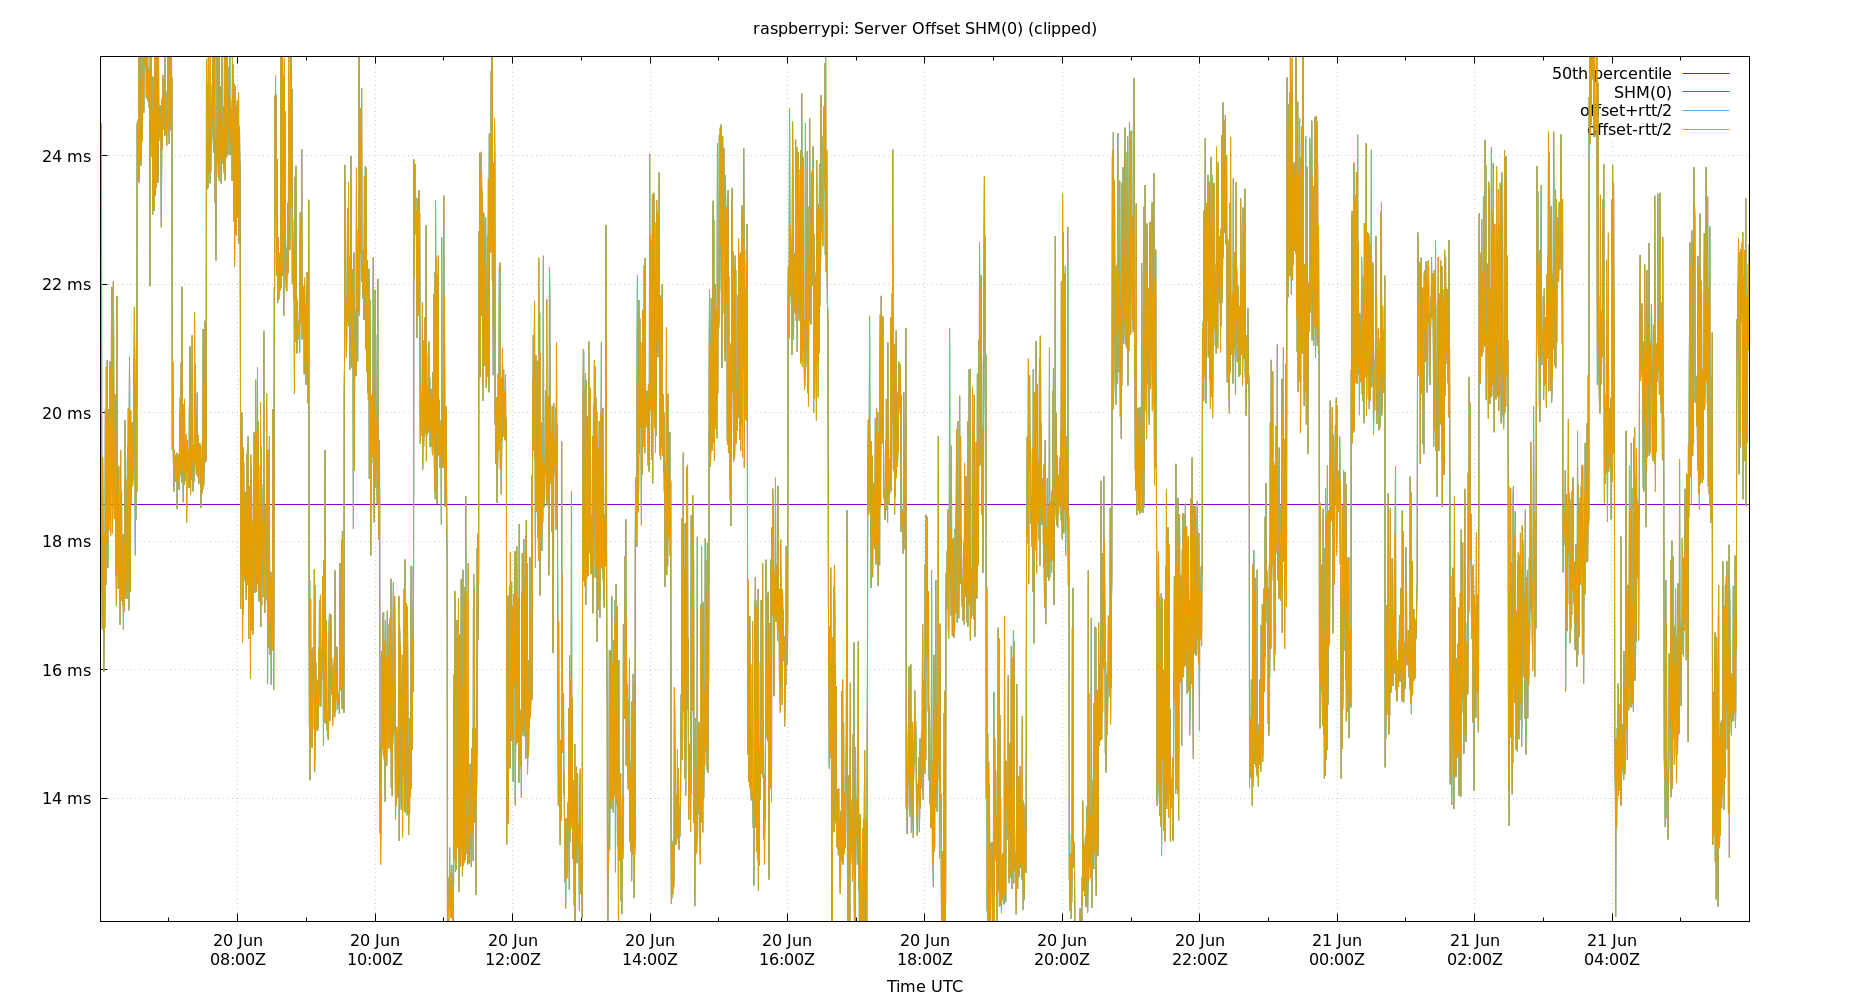 raspberrypi: Server Offset SHM(0) (clipped)
50th percentile
SHM(0)
offset+rtt/2
offset-rtt/2
24 ms
22 ms
20 ms
18 ms
16 ms
14 ms
20 Jun 20 Jun 20 Jun 20 Jun 20 Jun 20 Jun 20 Jun 20 Jun 21 Jun 21 Jun 21 Jun
08:00Z 10:00Z 12:00Z 14:00Z 16:00Z 18:00Z 20:00Z 22:00Z 00:00Z 02:00Z 04:00Z
Time UTC